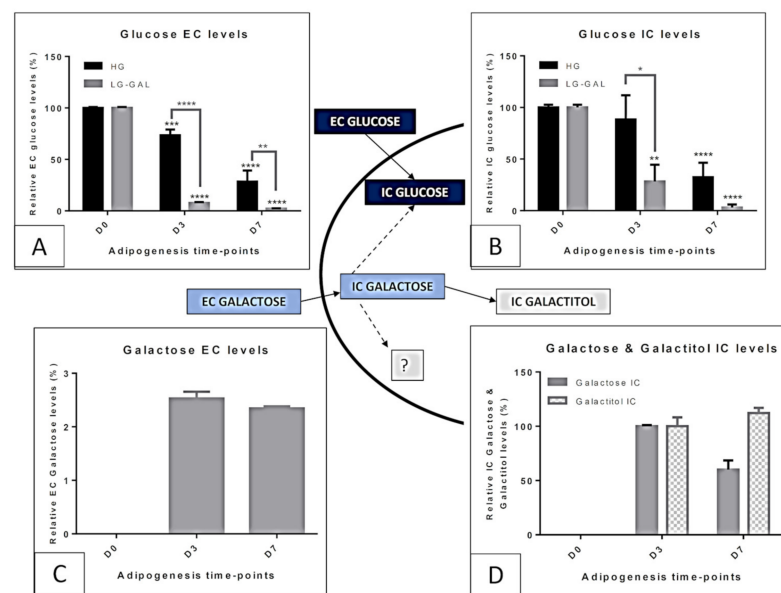 Glucose EC levels
Relative EC glucose levels (%)
150
100
50
0
HG
LG-GAL
****
***
****
**
****
****
D0
D3
D7
Adipogenesis time-points
A
Glucose IC levels
Relative IC glucose levels (%)
150
100
50
0
HG
LG-GAL
*
**
****
****
D0
D3
D7
Adipogenesis time-points
B
EC GLUCOSE
IC GLUCOSE
EC GALACTOSE
IC GALACTOSE
IC GALACTITOL
?
Galactose EC levels
Relative EC Galactose levels (%)
3
2
1
0
D0
D3
D7
Adipogenesis time-points
C
Galactose & Galactitol IC levels
Relative IC Galactose &
Galactitol levels (%)
150
100
50
0
Galactose IC
Galactitol IC
D0
D3
D7
Adipogenesis time-points
D